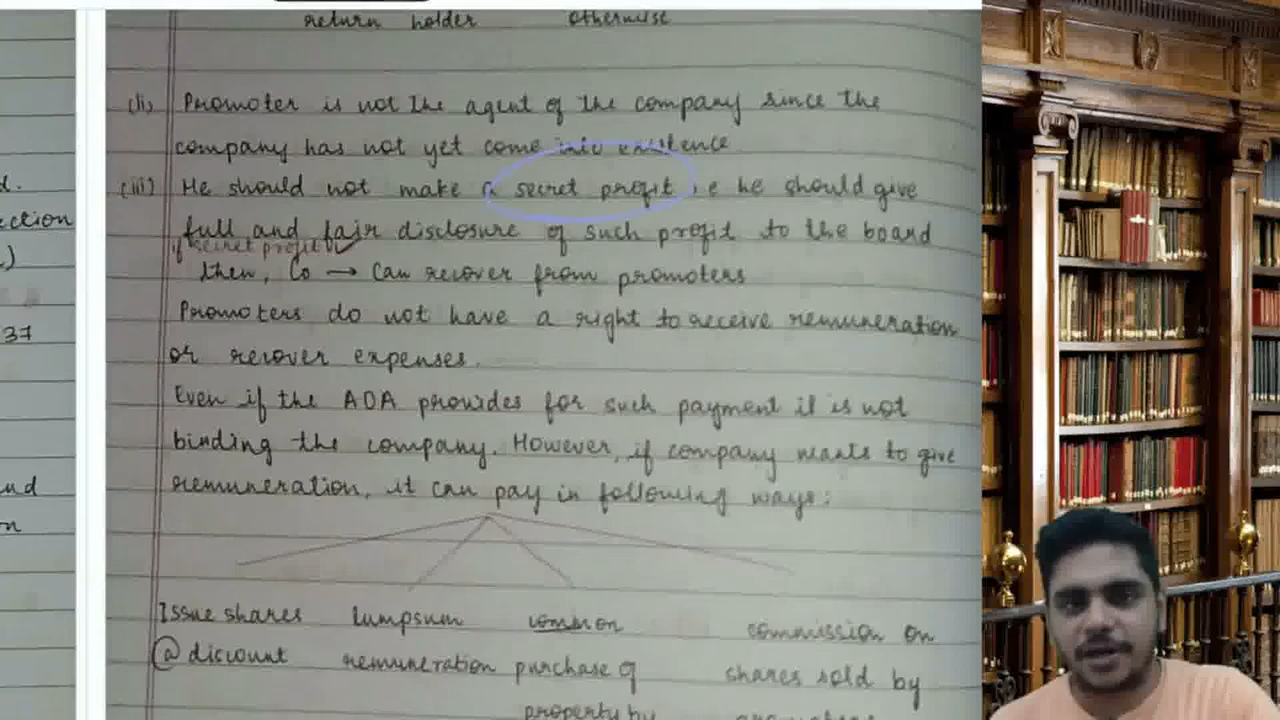 return holder otherwise
(ii) Promoter is not the agent of the company since the
company has not yet come into existence
(iii) He should not make a secret profit i.e he should give
full and fair disclosure of such profit to the board
if secret profit ✓
then, Co → Can recover from promoters
Promoters do not have a right to receive remuneration
or recover expenses.
Even if the AOA provides for such payment it is not
binding the company. However, if company wants to give
remuneration, it can pay in following ways:
Issue shares lumpsum common commission on
@ discount remuneration purchase of shares sold by
property by
d.
ection
)
37
nd
n